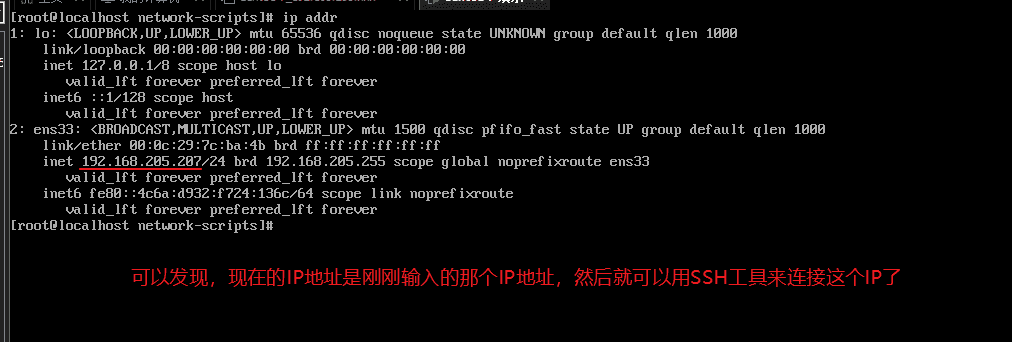 [root@localhost network-scripts]# ip addr
1: lo: <LOOPBACK,UP,LOWER_UP> mtu 65536 qdisc noqueue state UNKNOWN group default qlen 1000
link/loopback 00:00:00:00:00:00 brd 00:00:00:00:00:00
inet 127.0.0.1/8 scope host lo
valid_lft forever preferred_lft forever
inet6 ::1/128 scope host
valid_lft forever preferred_lft forever
2: ens33: <BROADCAST,MULTICAST,UP,LOWER_UP> mtu 1500 qdisc pfifo_fast state UP group default qlen 1000
link/ether 00:0c:29:7c:ba:4b brd ff:ff:ff:ff:ff:ff
inet 192.168.205.207/24 brd 192.168.205.255 scope global noprefixroute ens33
valid_lft forever preferred_lft forever
inet6 fe80::4c6a:d932:f724:136c/64 scope link noprefixroute
valid_lft forever preferred_lft forever
[root@localhost network-scripts]#
可以发现，现在的IP地址是刚刚输入的那个IP地址，然后就可以用SSH工具来连接这个IP了